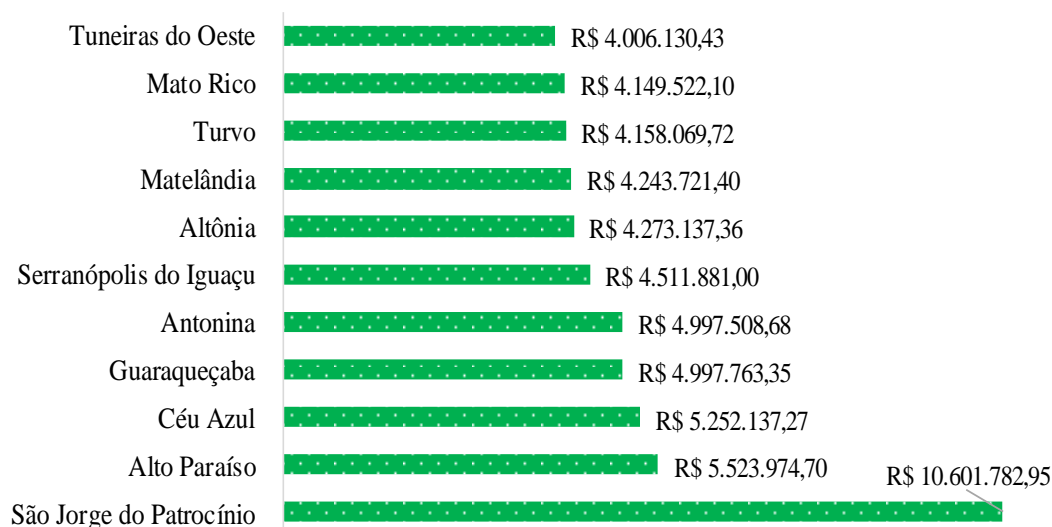 Tuneiras do Oeste R$ 4.006.130,43
Mato Rico R$ 4.149.522,10
Turvo R$ 4.158.069,72
Matelândia R$ 4.243.721,40
Altônia R$ 4.273.137,36
Serranópolis do Iguaçu R$ 4.511.881,00
Antonina R$ 4.997.508,68
Guaraqueçaba R$ 4.997.763,35
Céu Azul R$ 5.252.137,27
Alto Paraíso R$ 5.523.974,70
São Jorge do Patrocínio R$ 10.601.782,95